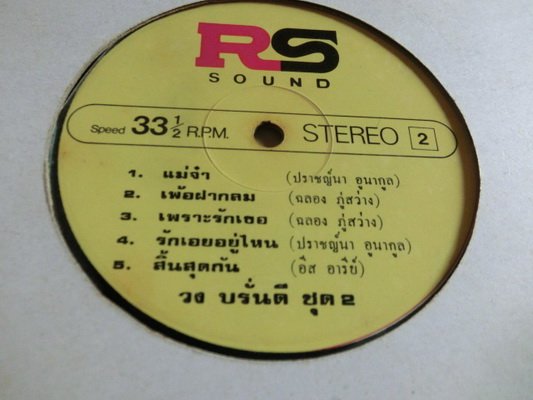 RS
SOUND
Speed 33 1/2 R.P.M. STEREO 2
1. แม่จ๋า (ปราชญ์นา อูนากูล)
2. เพ้อฝากลม (ฉลอง ภู่สว่าง)
3. เพราะรักเธอ (ฉลอง ภู่สว่าง)
4. รักเอยอยู่ไหน (ปราชญ์นา อูนากูล)
5. สิ้นสุดกัน (อีส อารีย์)
วง บรั่นดี ชุด 2